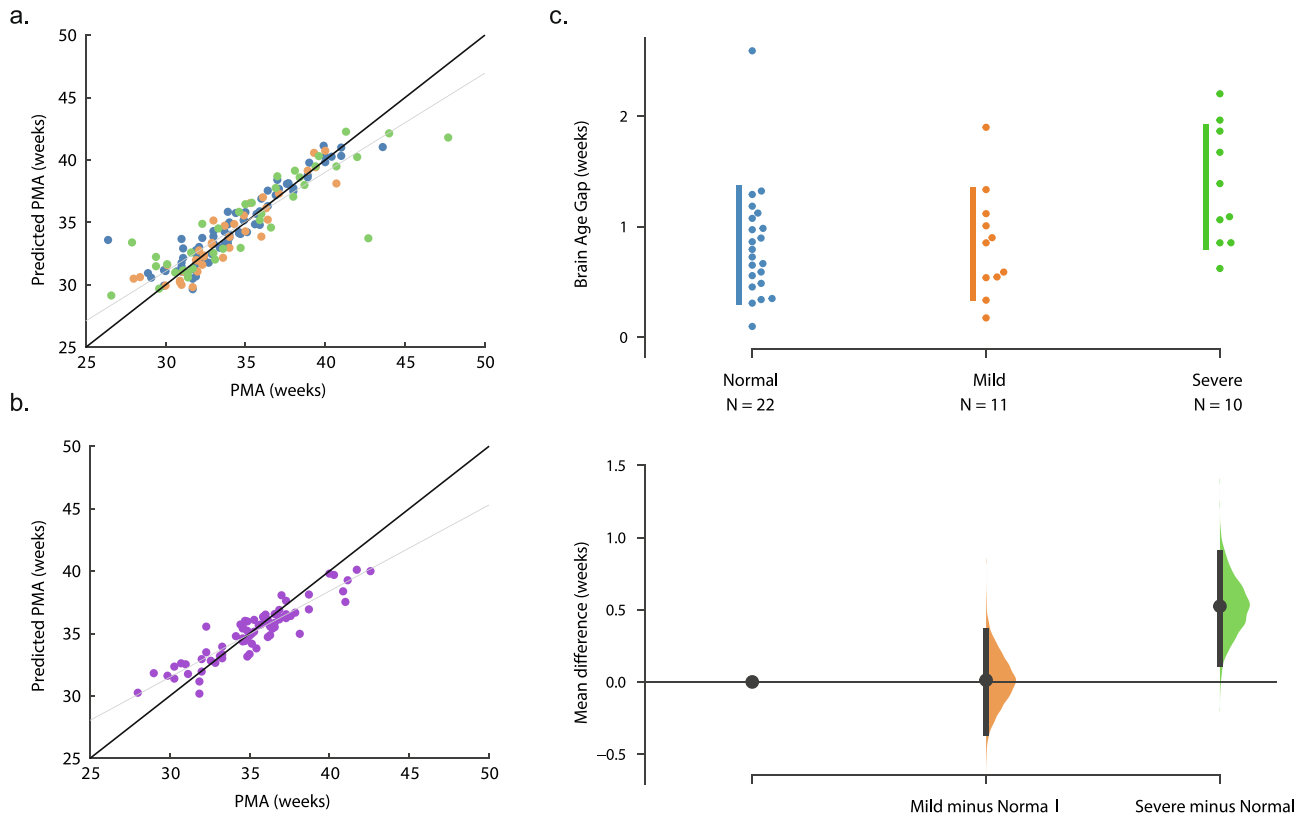 a.
50
45
40
35
30
25
25 30 35 40 45 50
Predicted PMA (weeks)
PMA (weeks)
b.
50
45
40
35
30
25
25 30 35 40 45 50
Predicted PMA (weeks)
PMA (weeks)
c.
2
1
0
Brain Age Gap (weeks)
Normal Mild Severe
N = 22 N = 11 N = 10
1.5
1.0
0.5
0.0
−0.5
Mean difference (weeks)
Mild minus Norma l Severe minus Normal